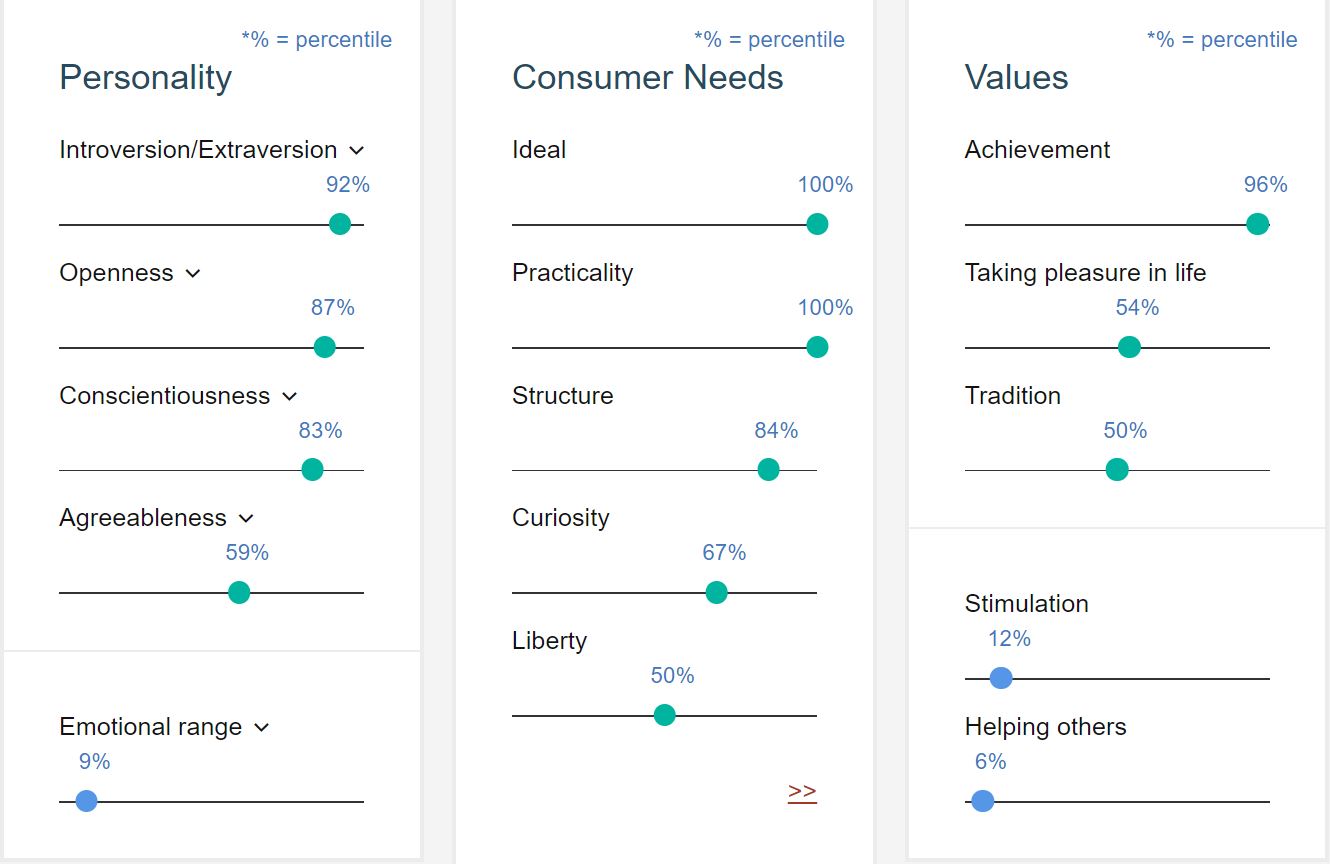 *% = percentile
Personality
Introversion/Extraversion
92%
Openness
87%
Conscientiousness
83%
Agreeableness
59%
Emotional range
9%
*% = percentile
Consumer Needs
Ideal
100%
Practicality
100%
Structure
84%
Curiosity
67%
Liberty
50%
>>
*% = percentile
Values
Achievement
96%
Taking pleasure in life
54%
Tradition
50%
Stimulation
12%
Helping others
6%